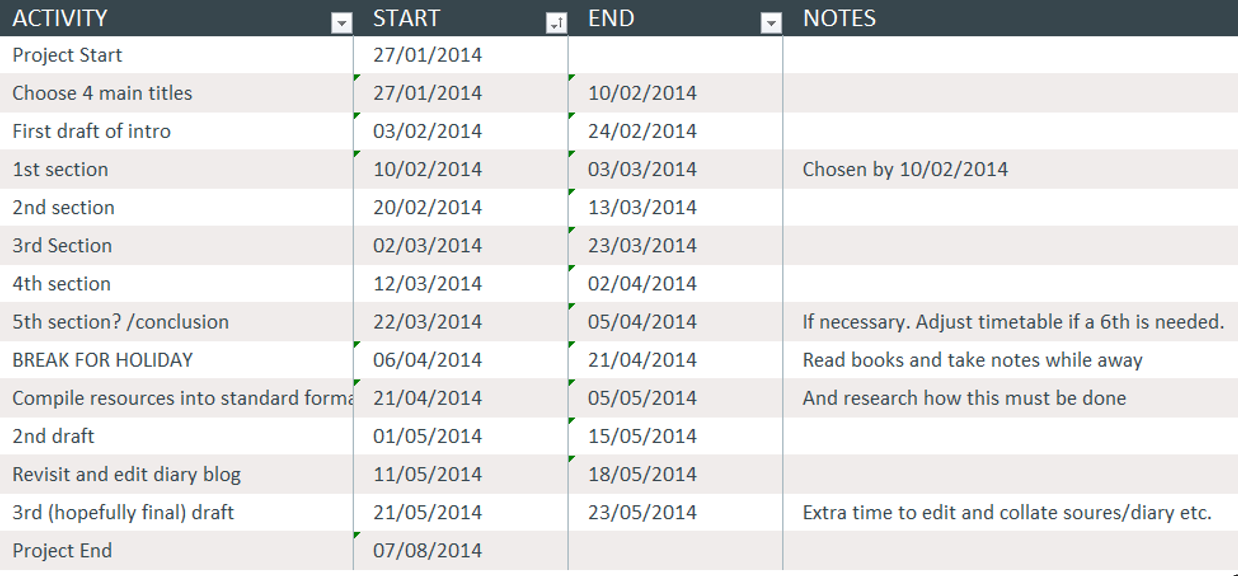 ACTIVITY START END NOTES
Project Start 27/01/2014
Choose 4 main titles 27/01/2014 10/02/2014
First draft of intro 03/02/2014 24/02/2014
1st section 10/02/2014 03/03/2014 Chosen by 10/02/2014
2nd section 20/02/2014 13/03/2014
3rd Section 02/03/2014 23/03/2014
4th section 12/03/2014 02/04/2014
5th section? /conclusion 22/03/2014 05/04/2014 If necessary. Adjust timetable if a 6th is needed.
BREAK FOR HOLIDAY 06/04/2014 21/04/2014 Read books and take notes while away
Compile resources into standard forma 21/04/2014 05/05/2014 And research how this must be done
2nd draft 01/05/2014 15/05/2014
Revisit and edit diary blog 11/05/2014 18/05/2014
3rd (hopefully final) draft 21/05/2014 23/05/2014 Extra time to edit and collate soures/diary etc.
Project End 07/08/2014